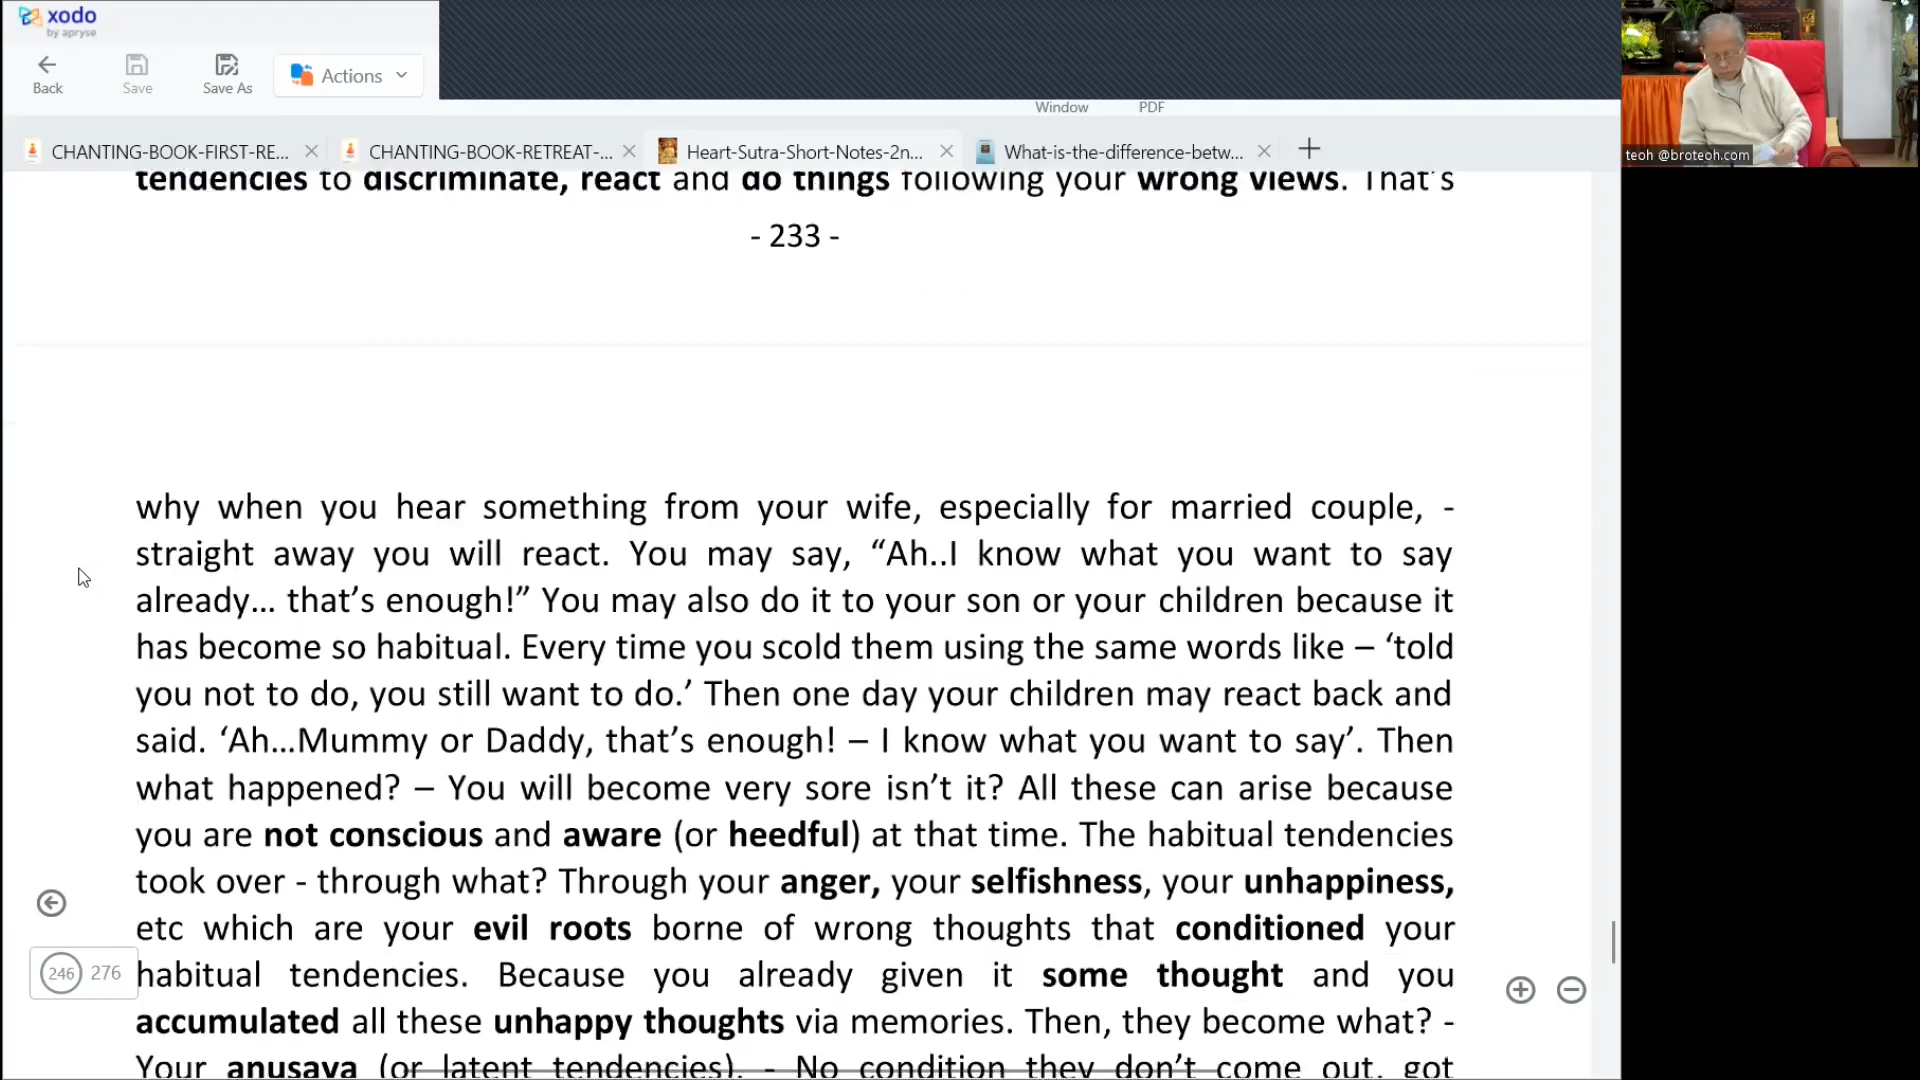 xodo
by apryse
Back
Save
Save As
Actions
Window
PDF
teoh @broteoh.com
CHANTING-BOOK-FIRST-RE...
CHANTING-BOOK-RETREAT-...
Heart-Sutra-Short-Notes-2n...
What-is-the-difference-betw...
tendencies to discriminate, react and do things following your wrong views. That's
- 233 -
why when you hear something from your wife, especially for married couple, -
straight away you will react. You may say, “Ah..I know what you want to say
already... that’s enough!” You may also do it to your son or your children because it
has become so habitual. Every time you scold them using the same words like – ‘told
you not to do, you still want to do.’ Then one day your children may react back and
said. ‘Ah...Mummy or Daddy, that’s enough! – I know what you want to say’. Then
what happened? – You will become very sore isn’t it? All these can arise because
you are not conscious and aware (or heedful) at that time. The habitual tendencies
took over - through what? Through your anger, your selfishness, your unhappiness,
etc which are your evil roots borne of wrong thoughts that conditioned your
habitual tendencies. Because you already given it some thought and you
accumulated all these unhappy thoughts via memories. Then, they become what? -
Your anusaya (or latent tendencies). - No condition they don’t come out, got
246
276